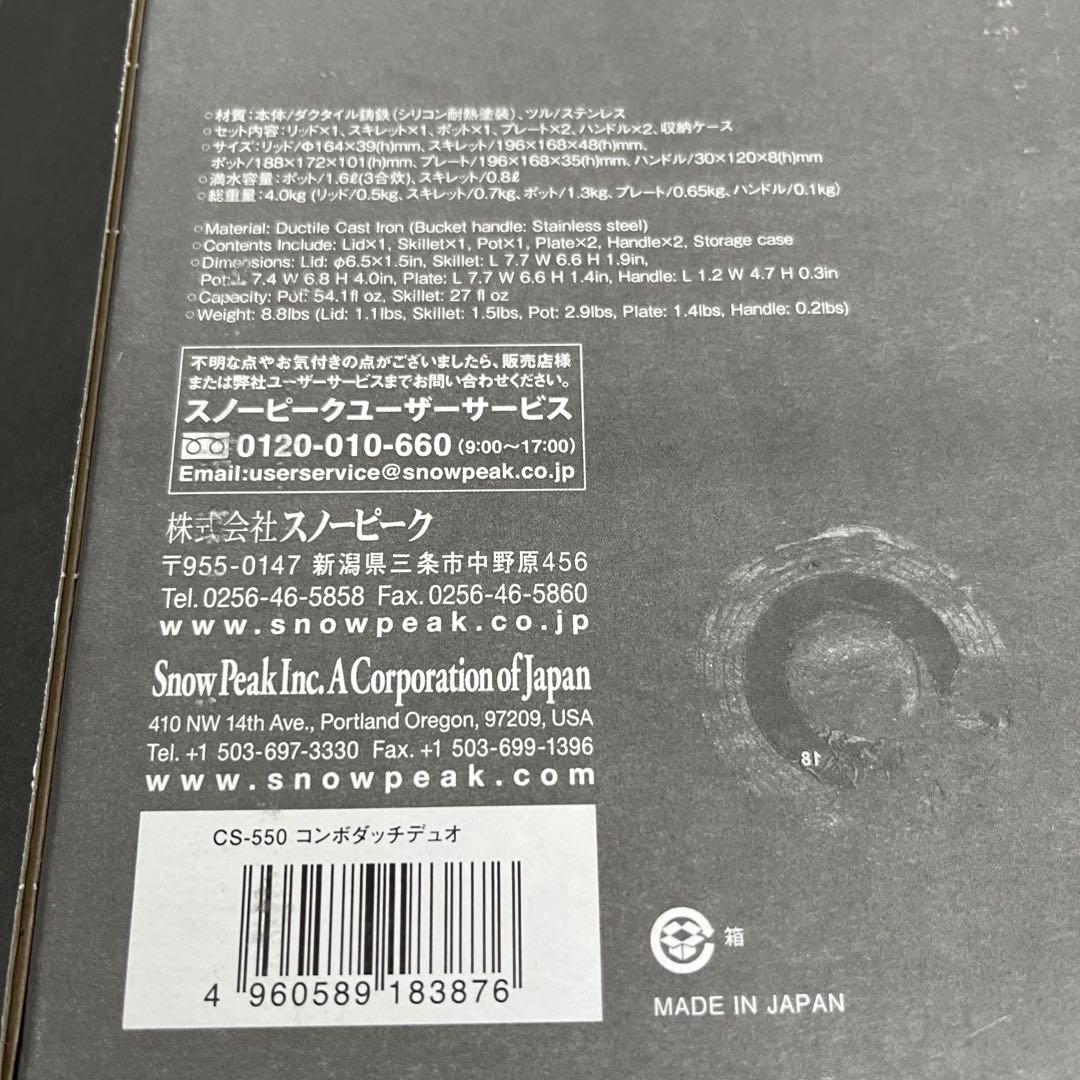 ○材質:本体/ダクタイル鋳鉄(シリコン耐熱塗装)、ツル/ステンレス
○セット内容:リッド×1、スキレット×1、ポット×1、プレート×2、ハンドル×2、収納ケース
○サイズ:リッド/Φ164×39(h)mm、スキレット/196×168×48(h)mm、
ポット/188×172×101(h)mm、プレート/196×168×35(h)mm、ハンドル/30×120×8(h)mm
○満水容量:ポット/1.6ℓ(3合炊)、スキレット/0.8ℓ
○総重量:4.0kg(リッド/0.5kg、スキレット/0.7kg、ポット/1.3kg、プレート/0.65kg、ハンドル/0.1kg)
○Material: Ductile Cast Iron (Bucket handle: Stainless steel)
○Contents Include: Lid×1, Skillet×1, Pot×1, Plate×2, Handle×2, Storage case
○Dimensions: Lid: φ6.5×1.5in, Skillet: L 7.7 W 6.6 H 1.9in,
Pot: L 7.4 W 6.8 H 4.0in, Plate: L 7.7 W 6.6 H 1.4in, Handle: L 1.2 W 4.7 H 0.3in
○Capacity: Pot: 54.1fl oz, Skillet: 27 fl oz
○Weight: 8.8lbs (Lid: 1.1lbs, Skillet: 1.5lbs, Pot: 2.9lbs, Plate: 1.4lbs, Handle: 0.2lbs)
不明な点やお気付きの点がございましたら、販売店様
または弊社ユーザーサービスまでお問い合わせください。
スノーピークユーザーサービス
0120-010-660 (9:00〜17:00)
Email:userservice@snowpeak.co.jp
株式会社スノーピーク
〒955-0147 新潟県三条市中野原456
Tel. 0256-46-5858 Fax. 0256-46-5860
www.snowpeak.co.jp
Snow Peak Inc. A Corporation of Japan
410 NW 14th Ave., Portland Oregon, 97209, USA
Tel. +1 503-697-3330 Fax. +1 503-699-1396
www.snowpeak.com
CS-550 コンボダッチデュオ
4 960589 183876
18
箱
MADE IN JAPAN